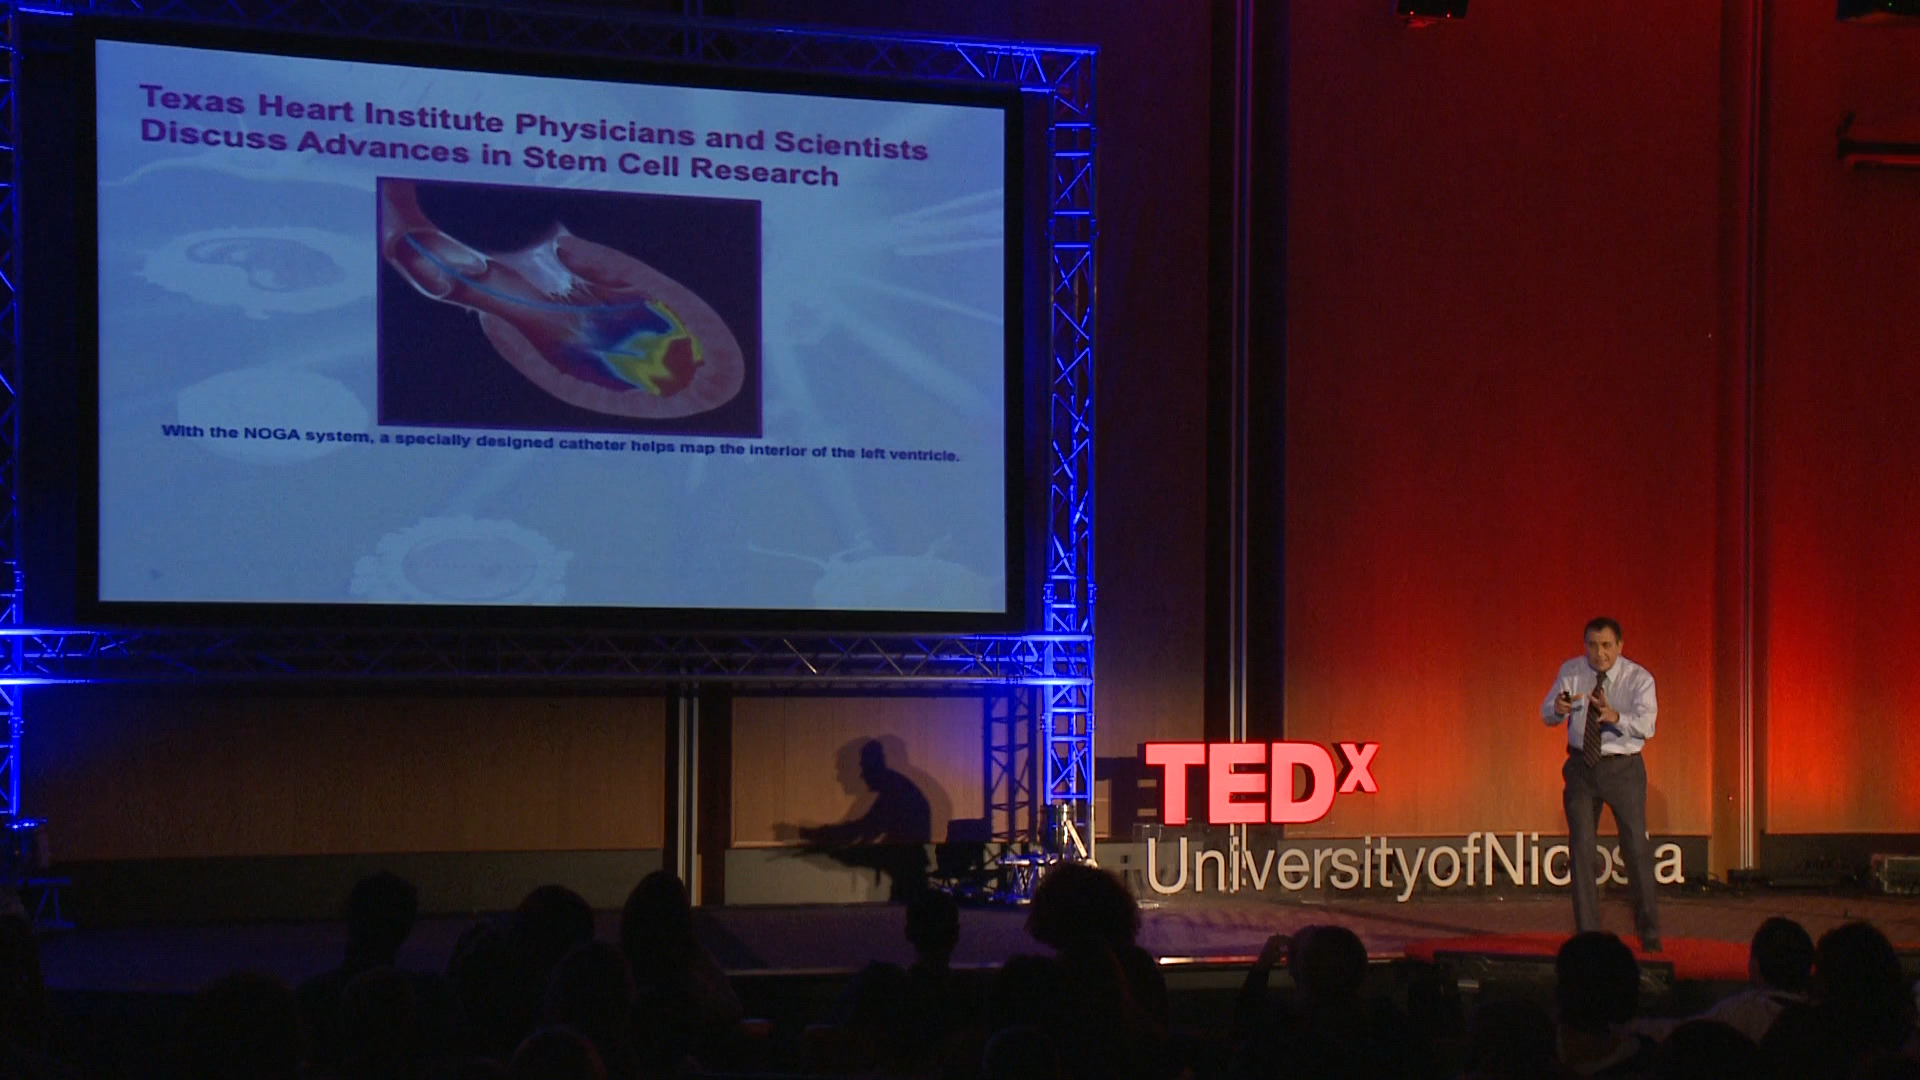 Texas Heart Institute Physicians and Scientists
Discuss Advances in Stem Cell Research
With the NOGA system, a specially designed catheter helps map the interior of the left ventricle.
TEDx
UniversityofNicosia